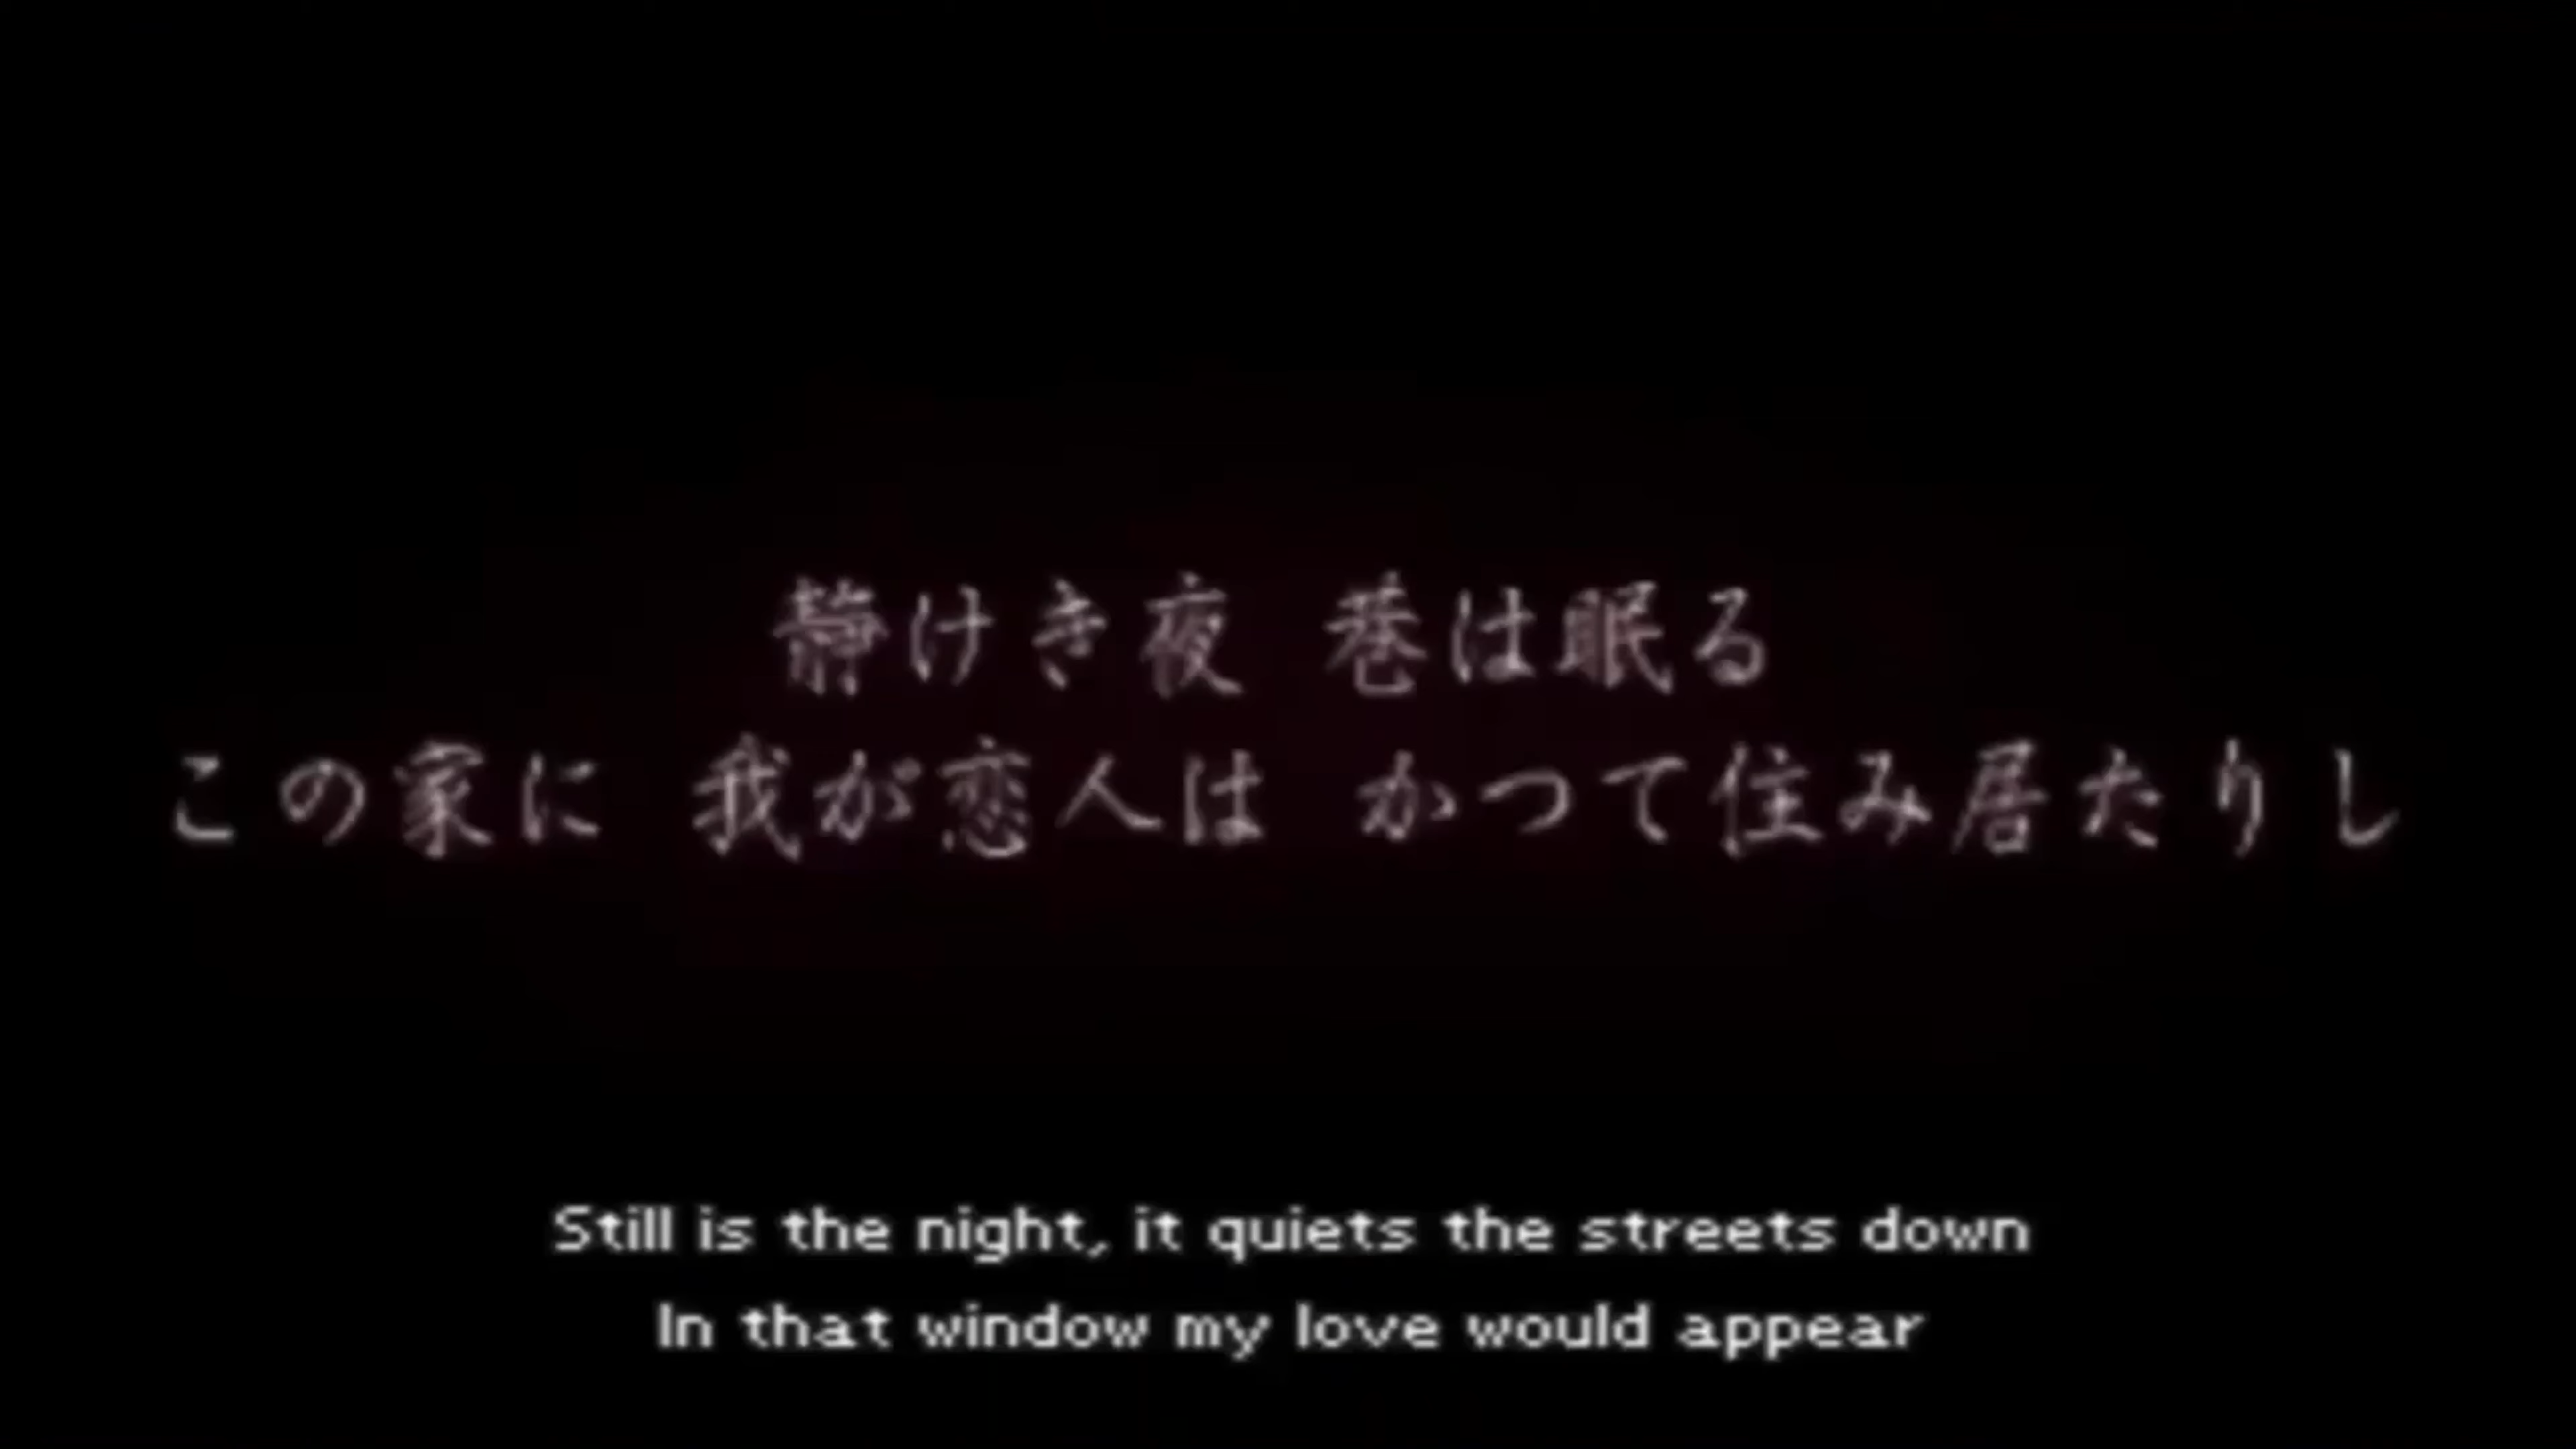 静けき夜 巷は眠る
この家に 我が恋人は かつて住み居たりし
Still is the night, it quiets the streets down
In that window my love would appear